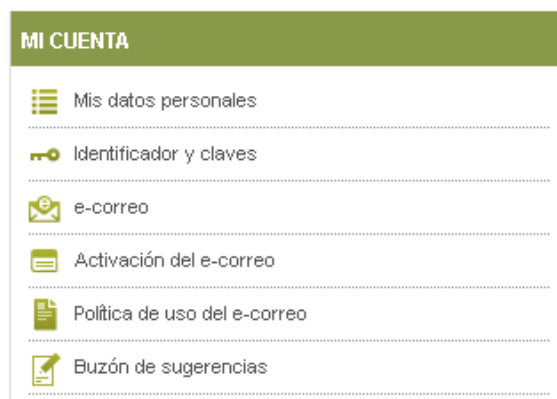 MI CUENTA
Mis datos personales
Identificador y claves
e-correo
Activación del e-correo
Política de uso del e-correo
Buzón de sugerencias